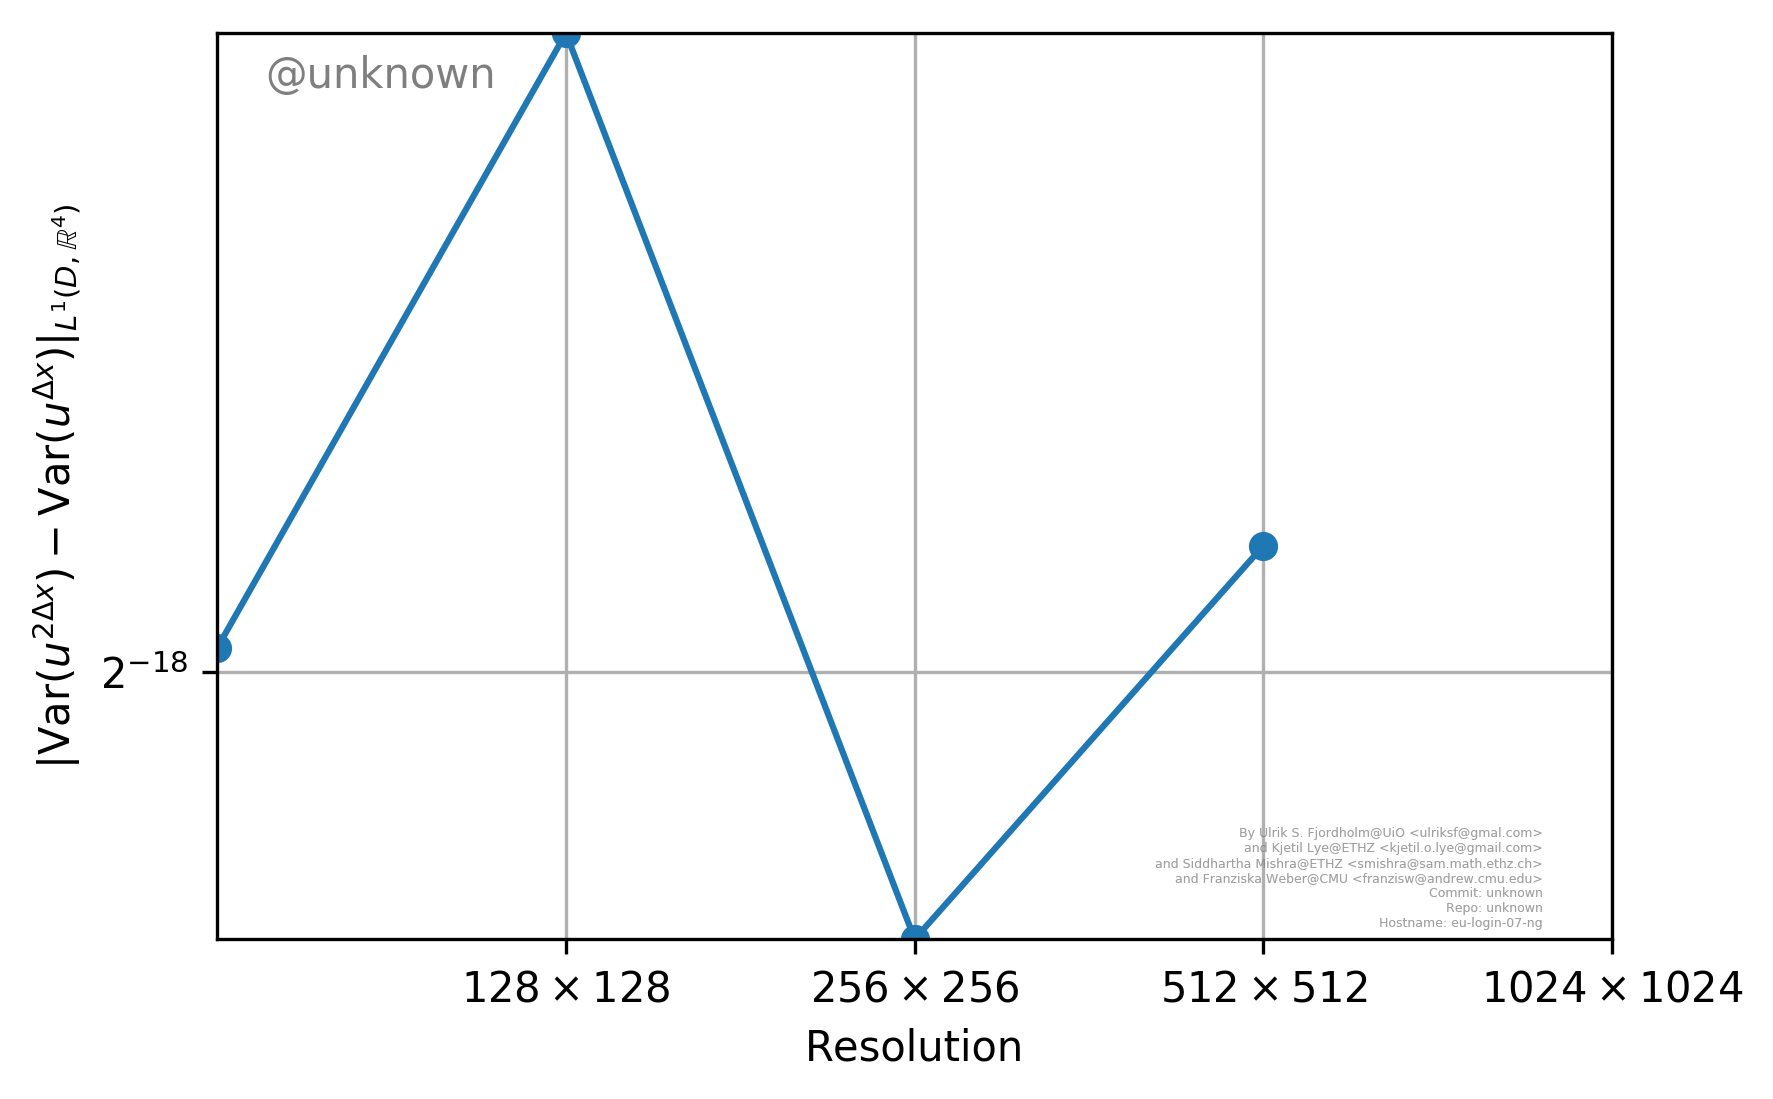 @unknown
|Var(u^{2Δx}) − Var(u^{Δx})|_{L^1(D, ℝ^4)}
2^{−18}
By Ulrik S. Fjordholm@UiO <ulriksf@gmal.com>
and Kjetil Lye@ETHZ <kjetil.o.lye@gmail.com>
and Siddhartha Mishra@ETHZ <smishra@sam.math.ethz.ch>
and Franziska Weber@CMU <franzisw@andrew.cmu.edu>
Commit: unknown
Repo: unknown
Hostname: eu-login-07-ng
128 × 128 256 × 256 512 × 512 1024 × 1024
Resolution